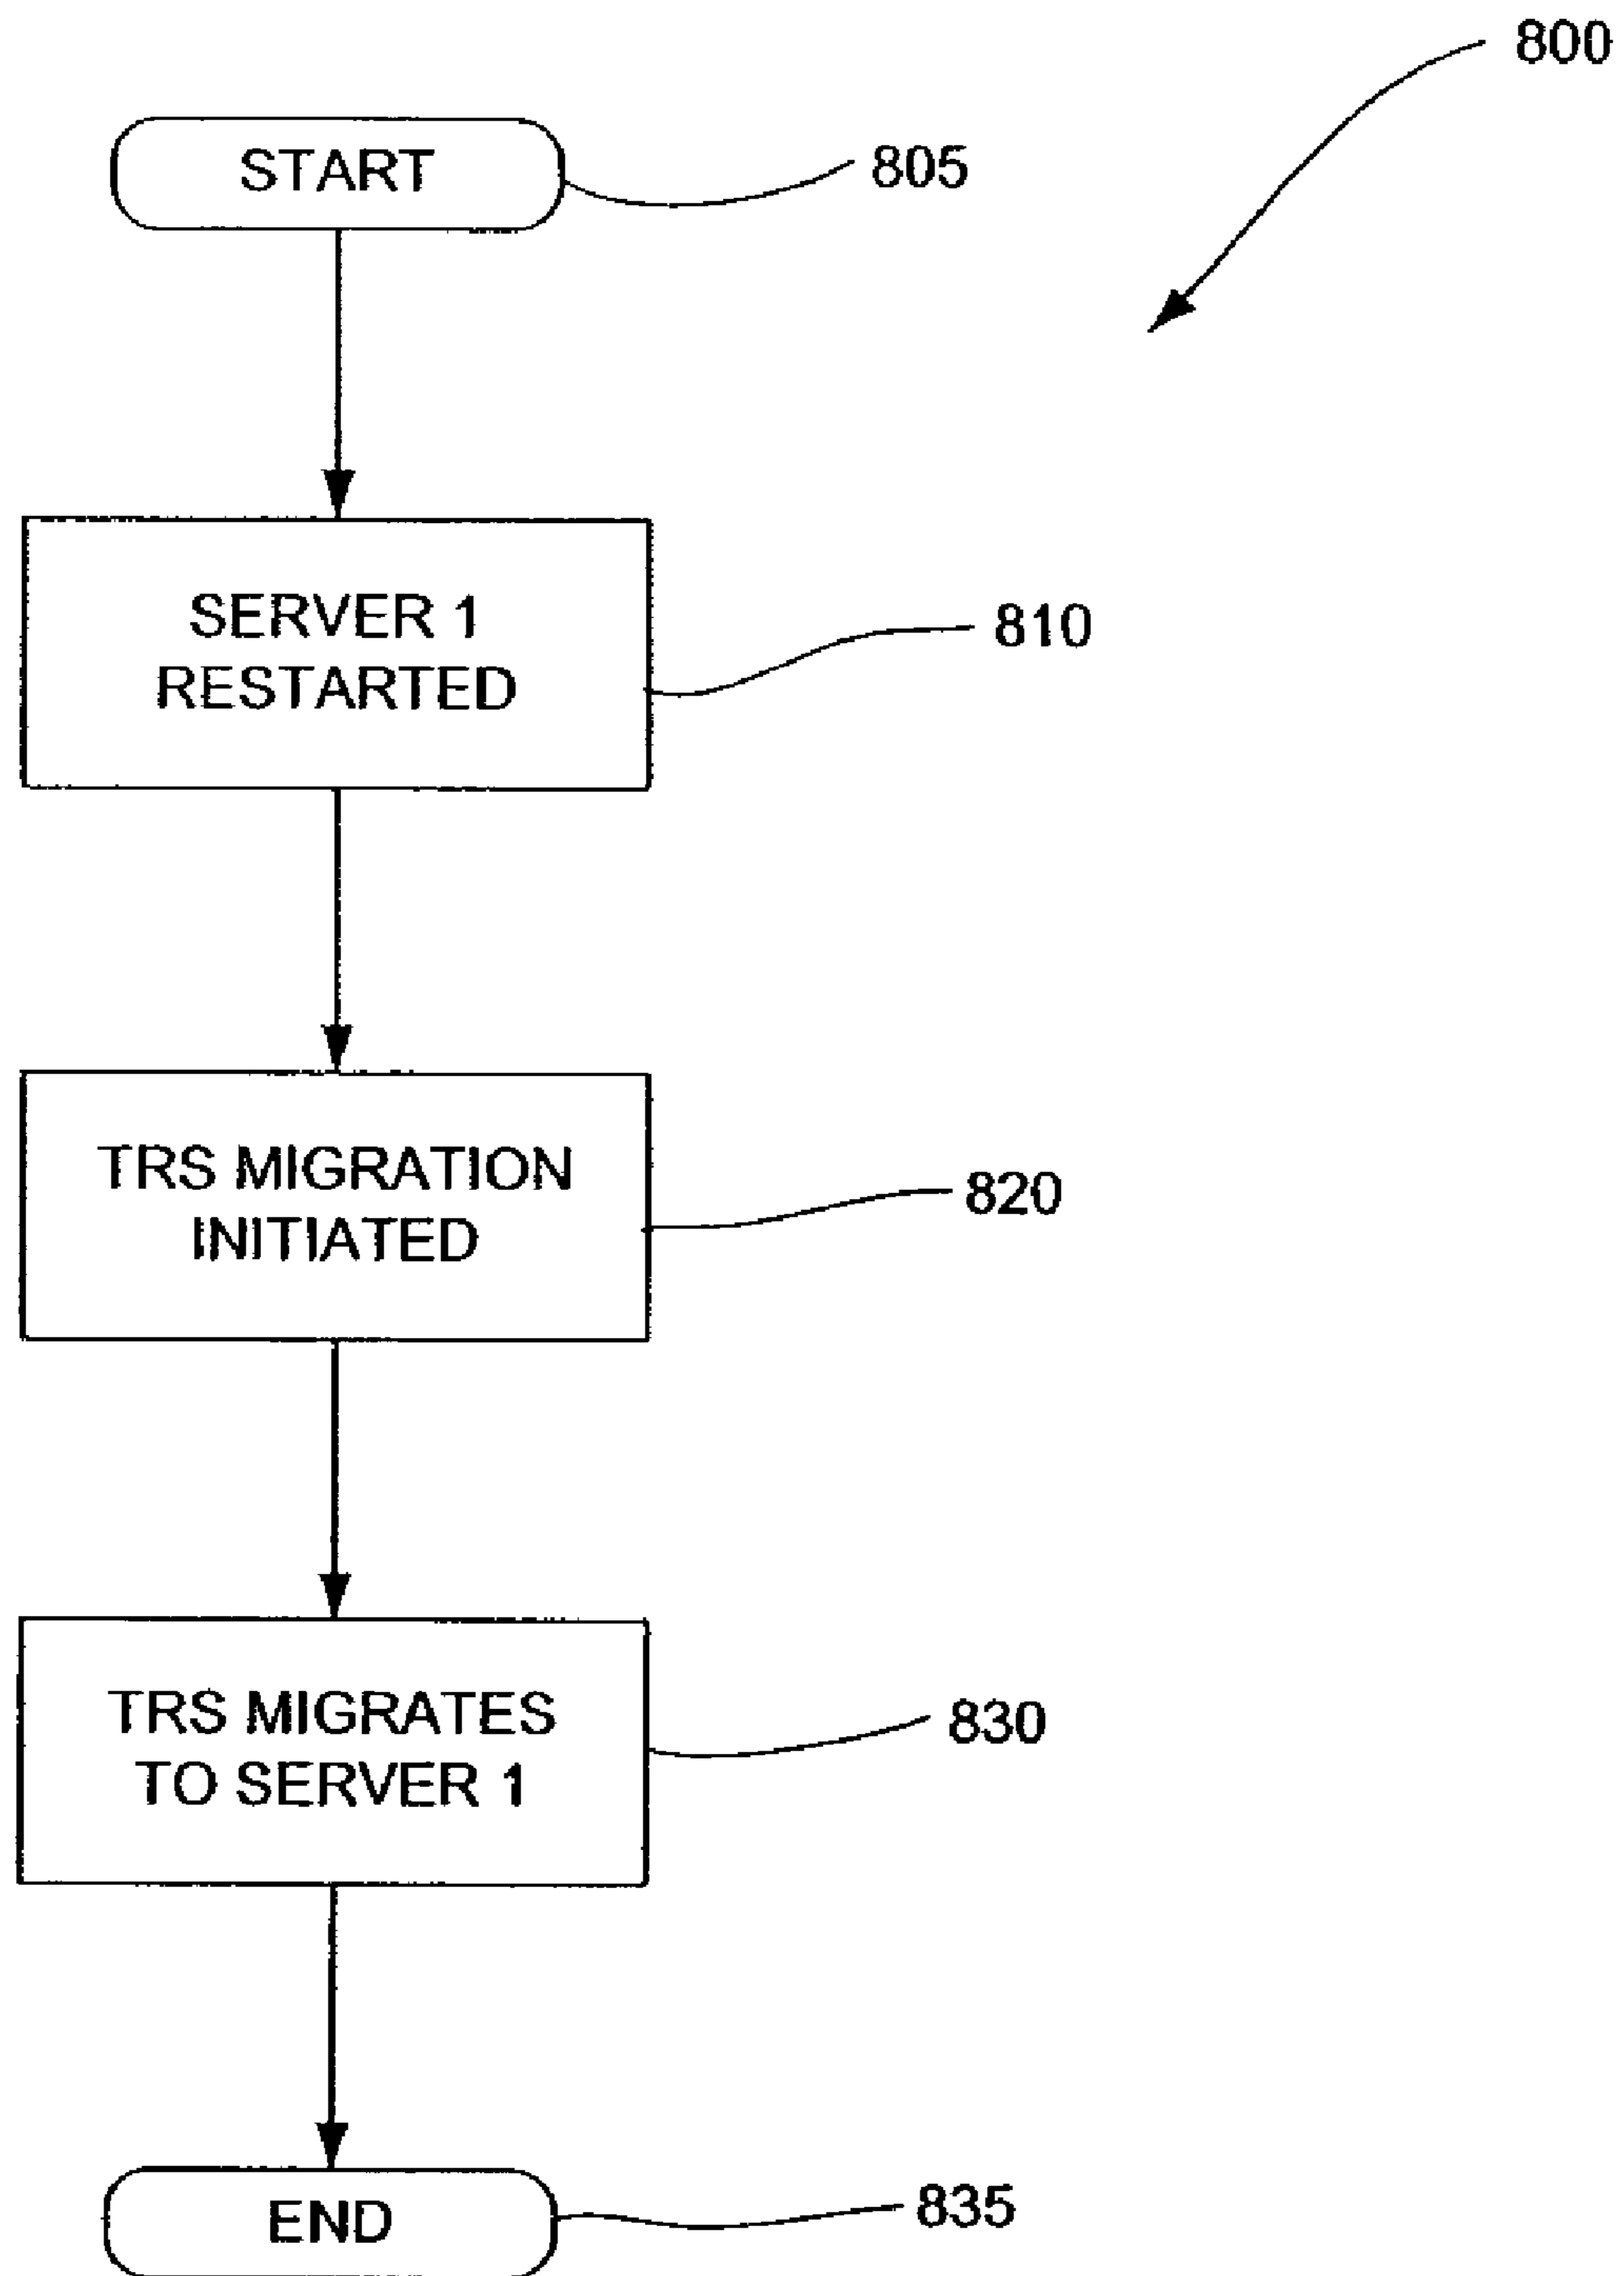 800
START
805
SERVER 1
RESTARTED
810
TRS MIGRATION
INITIATED
820
TRS MIGRATES
TO SERVER 1
830
END
835